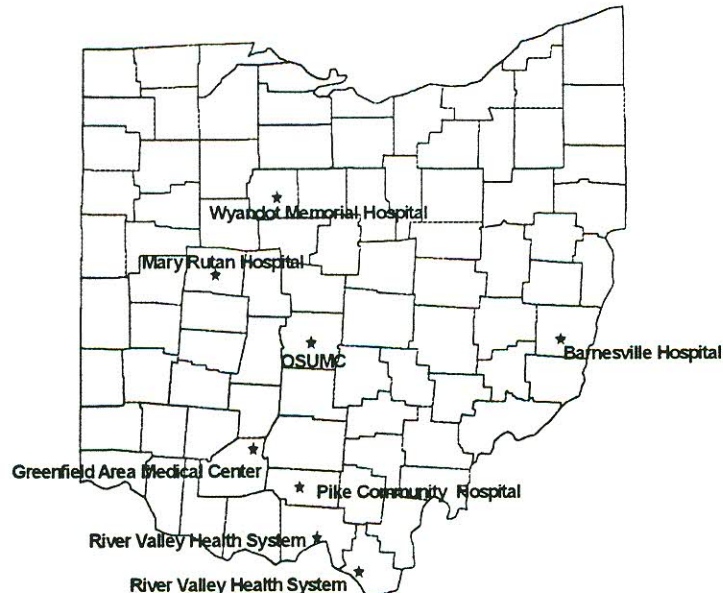 Wyandot Memorial Hospital
Mary Rutan Hospital
OSUMC
Barnesville Hospital
Greenfield Area Medical Center
Pike Community Hospital
River Valley Health System
River Valley Health System